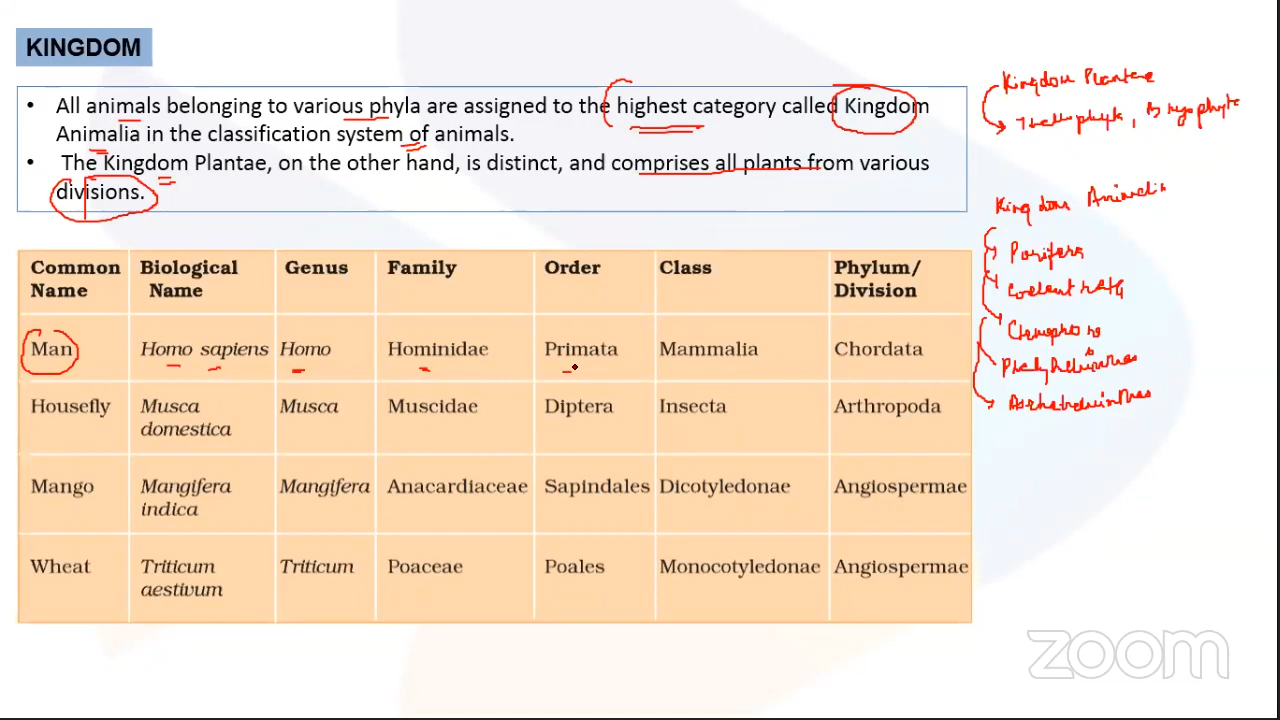 KINGDOM
• All animals belonging to various phyla are assigned to the highest category called Kingdom
Animalia in the classification system of animals.
• The Kingdom Plantae, on the other hand, is distinct, and comprises all plants from various
divisions.
Kingdom Plantae
Kingdom Animalia
Porifera
Common Name Biological Name Genus Family Order Class Phylum/ Division
Man Homo sapiens Homo Hominidae Primata Mammalia Chordata
Housefly Musca domestica Musca Muscidae Diptera Insecta Arthropoda
Mango Mangifera indica Mangifera Anacardiaceae Sapindales Dicotyledonae Angiospermae
Wheat Triticum aestivum Triticum Poaceae Poales Monocotyledonae Angiospermae
zoom